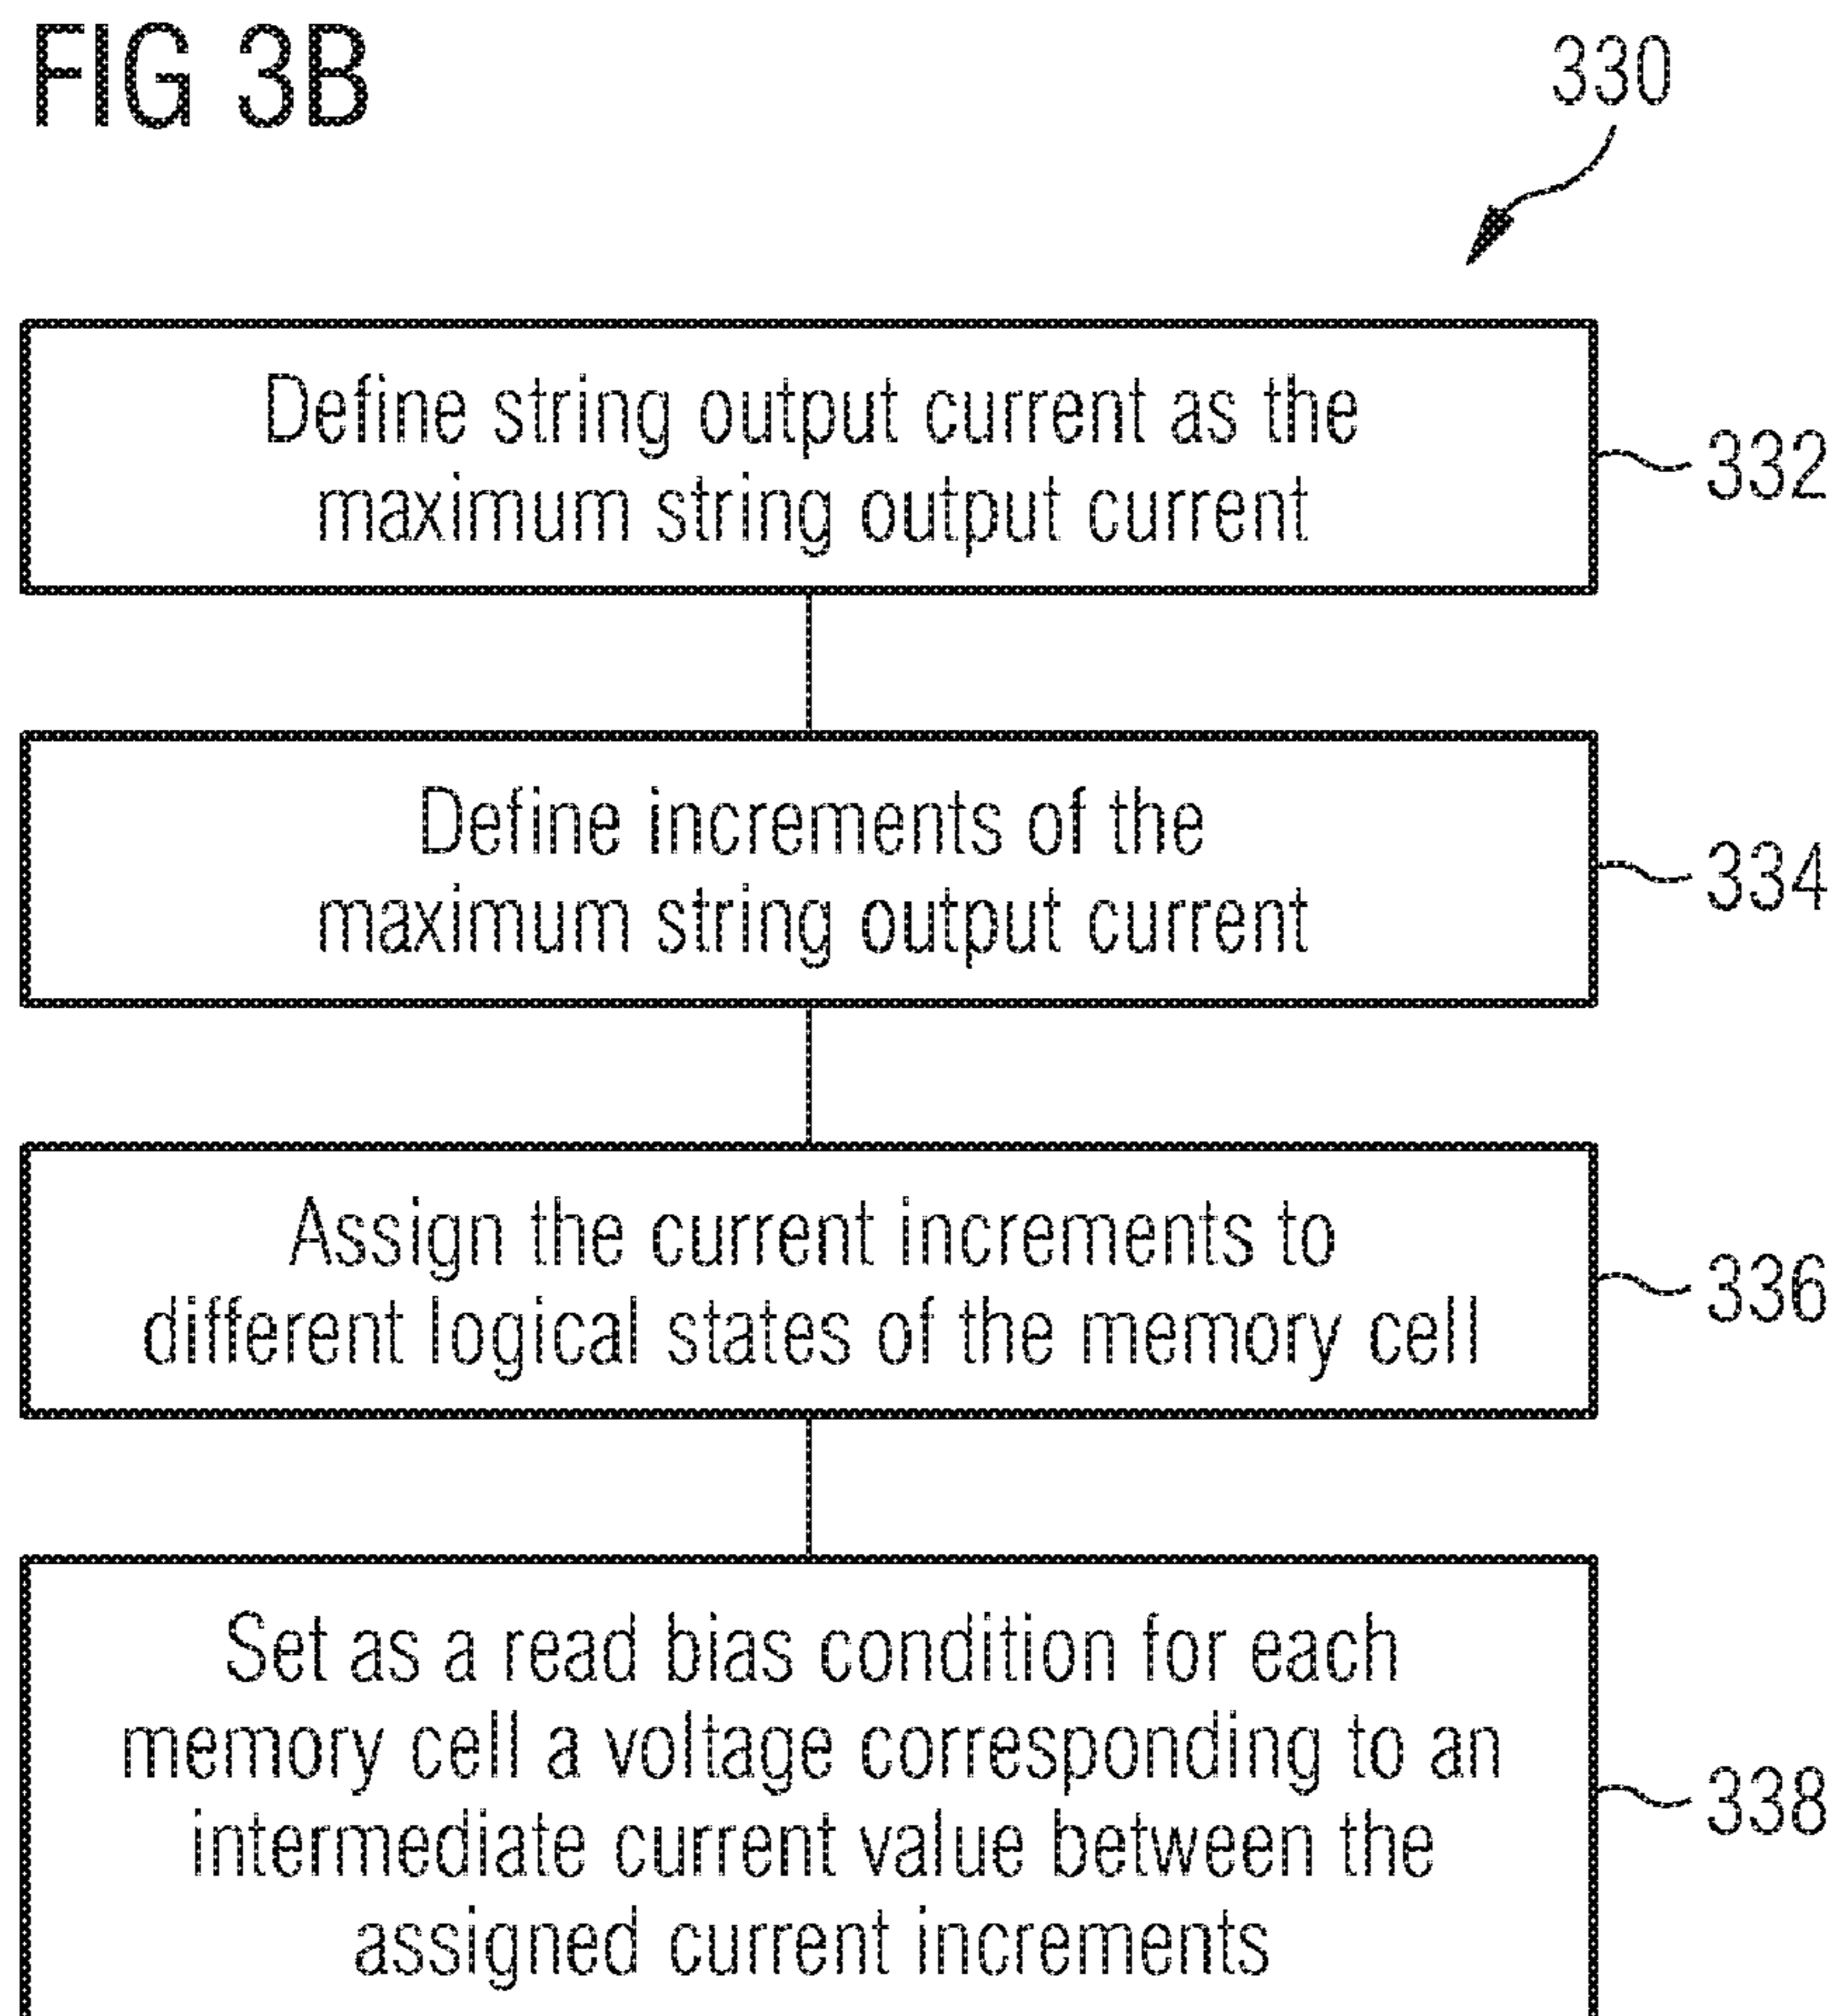 FIG 3B
330
Define string output current as the
maximum string output current
332
Define increments of the
maximum string output current
334
Assign the current increments to
different logical states of the memory cell
336
Set as a read bias condition for each
memory cell a voltage corresponding to an
intermediate current value between the
assigned current increments
338